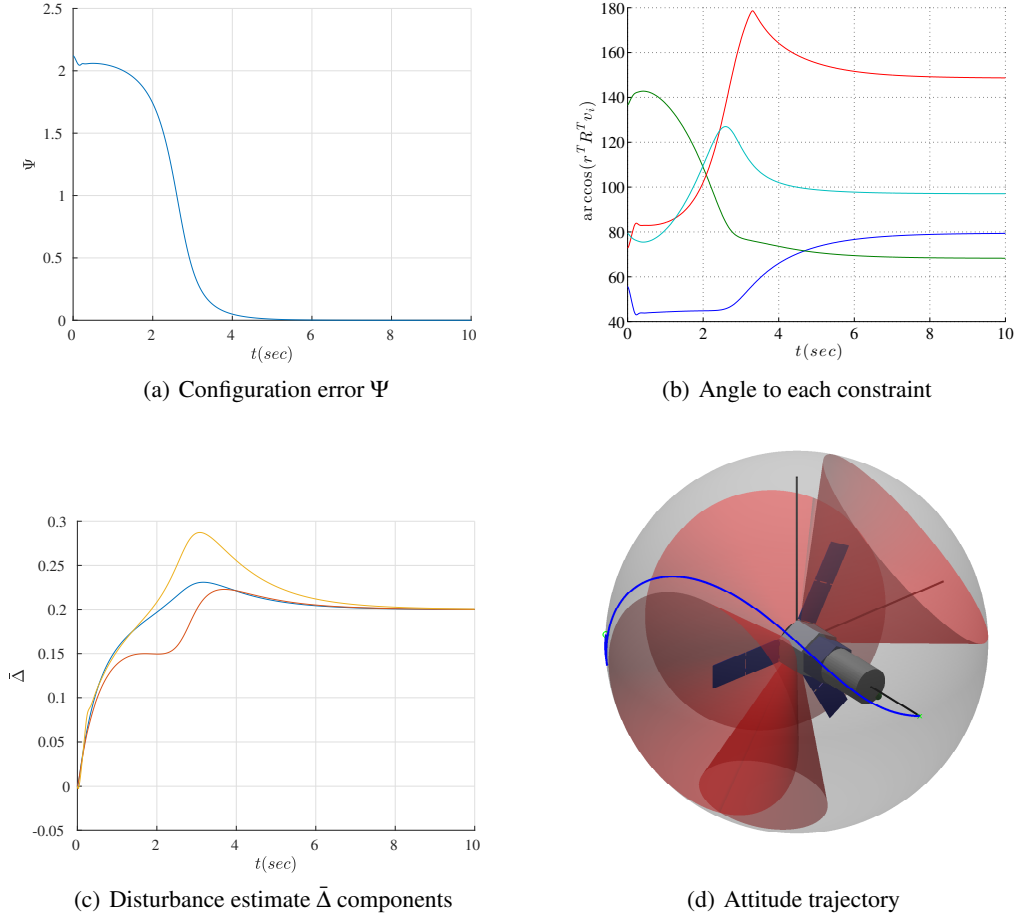 2.5
2
1.5
1
0.5
0
Ψ
0 2 4 6 8 10
t(sec)
(a) Configuration error Ψ
180
160
140
120
100
80
60
40
arccos(r^T R^T v_i)
0 2 4 6 8 10
t(sec)
(b) Angle to each constraint
0.3
0.25
0.2
0.15
0.1
0.05
0
-0.05
Δ̄
0 2 4 6 8 10
t(sec)
(c) Disturbance estimate Δ̄ components
(d) Attitude trajectory